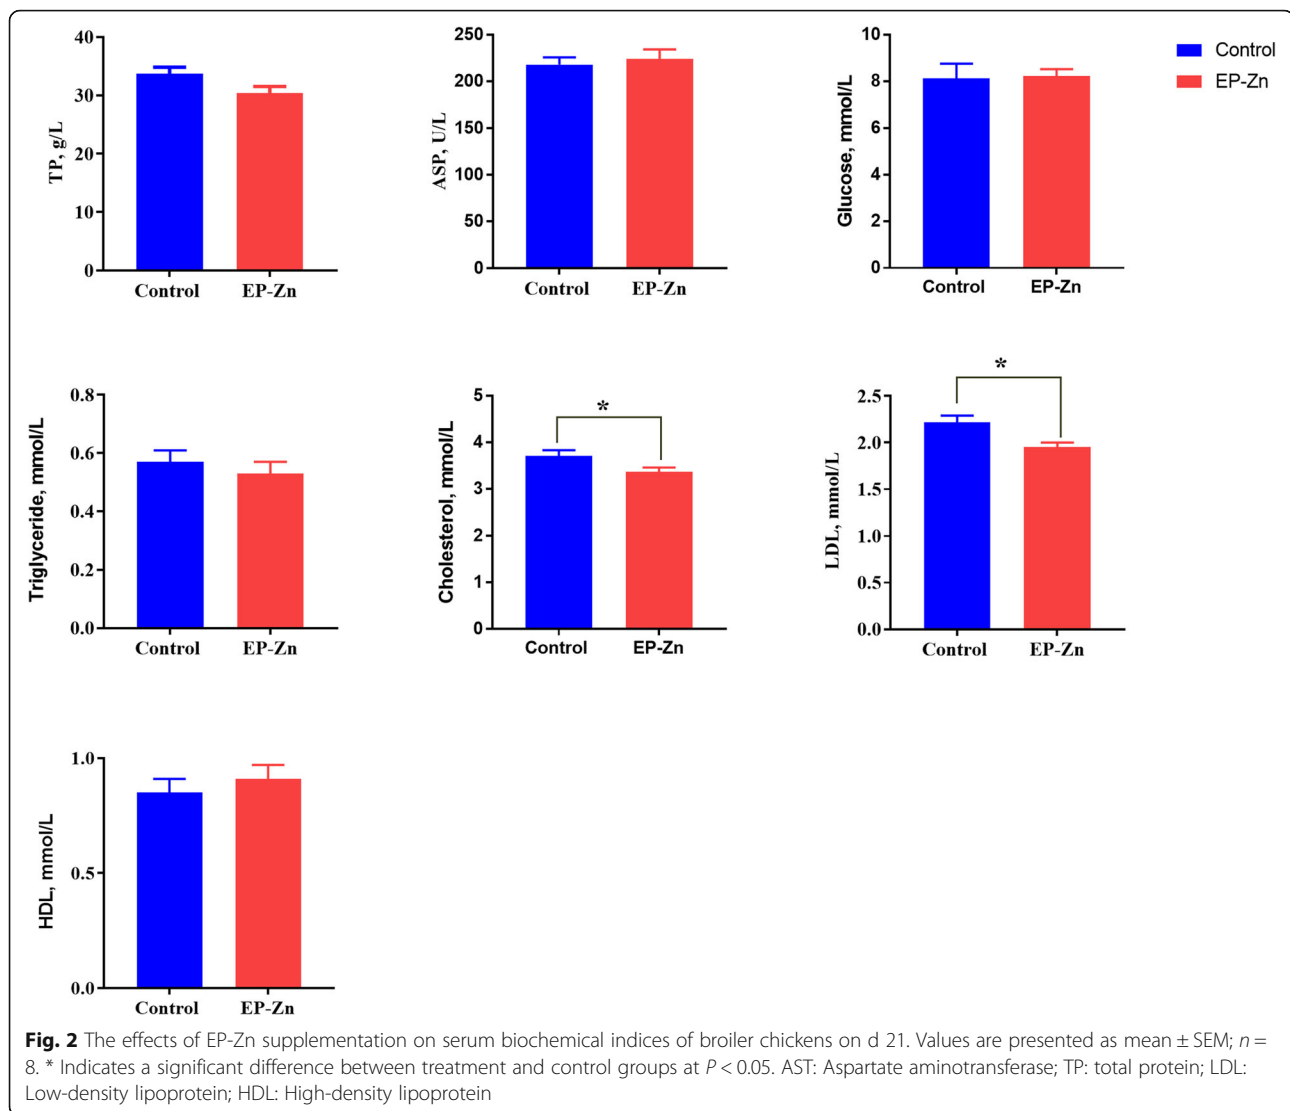 TP, g/L
40
30
20
10
0
Control EP-Zn
ASP, U/L
250
200
150
100
50
0
Control EP-Zn
Glucose, mmol/L
10
8
6
4
2
0
Control EP-Zn
Control
EP-Zn
Triglyceride, mmol/L
0.8
0.6
0.4
0.2
0.0
Control EP-Zn
Cholesterol, mmol/L
5
4
3
2
1
0
*
Control EP-Zn
LDL, mmol/L
2.5
2.0
1.5
1.0
0.5
0.0
*
Control EP-Zn
HDL, mmol/L
1.0
0.5
0.0
Control EP-Zn
Fig. 2 The effects of EP-Zn supplementation on serum biochemical indices of broiler chickens on d 21. Values are presented as mean ± SEM; n =
8. * Indicates a significant difference between treatment and control groups at P < 0.05. AST: Aspartate aminotransferase; TP: total protein; LDL:
Low-density lipoprotein; HDL: High-density lipoprotein